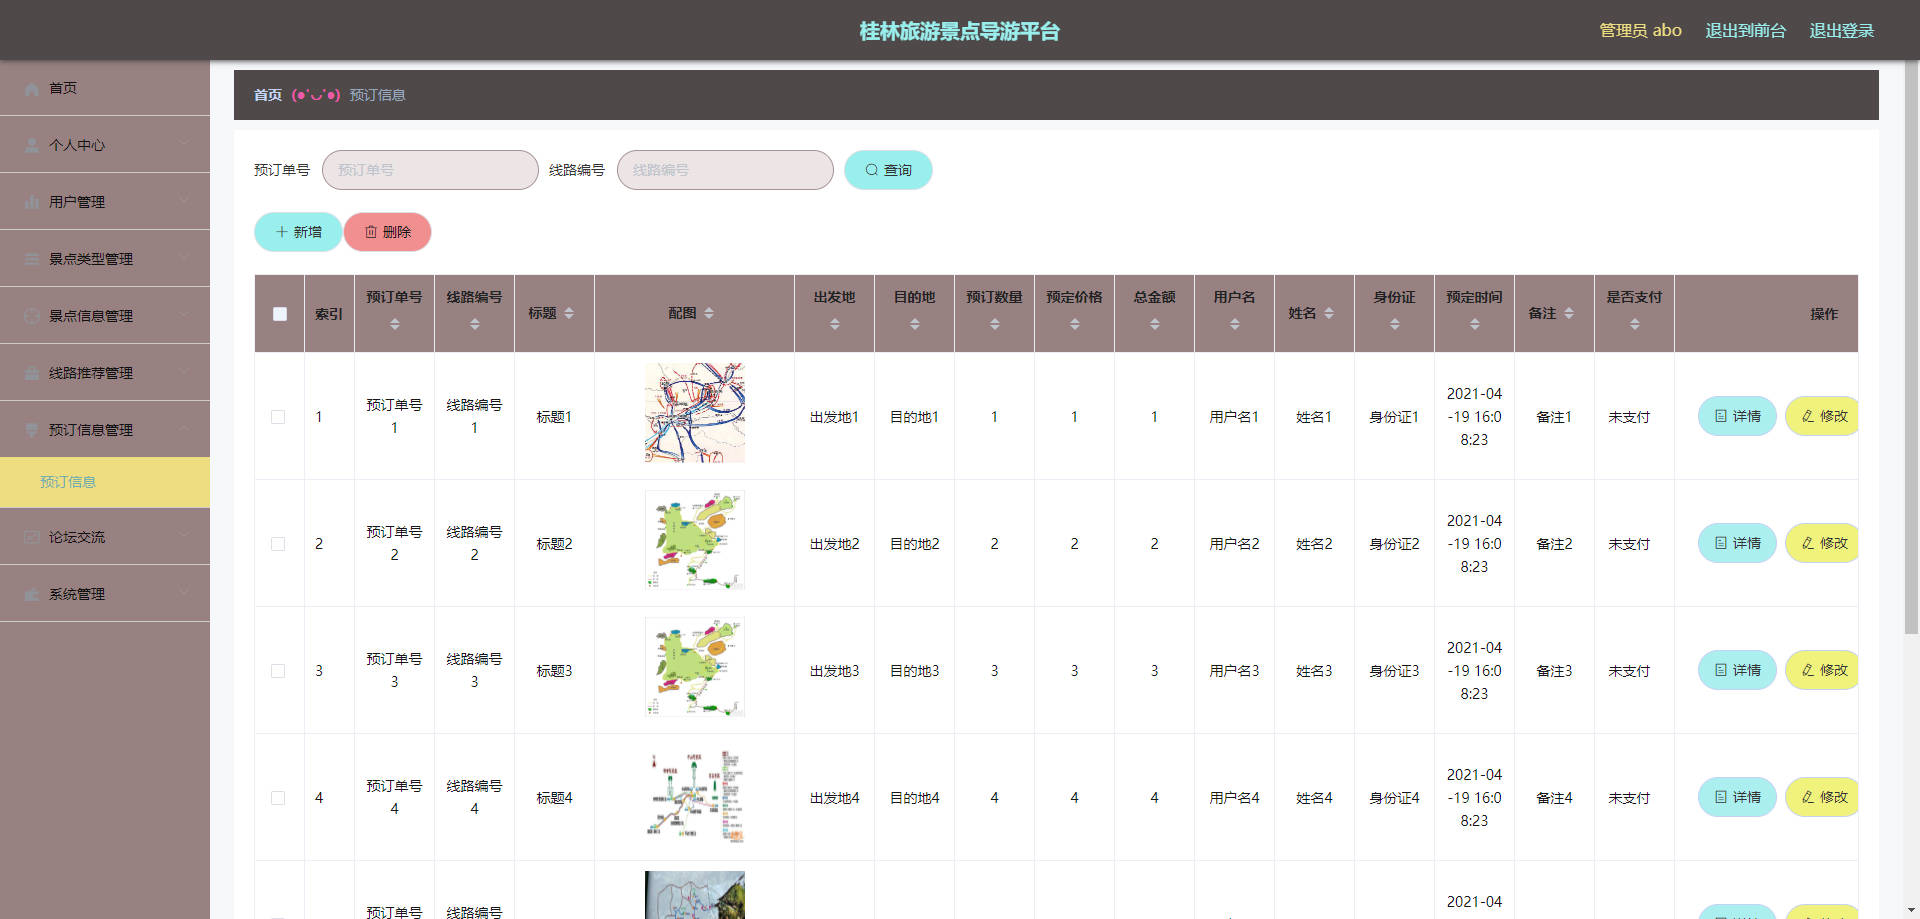 桂林旅游景点导游平台
管理员 abo 退出到前台 退出登录
首页
个人中心
用户管理
景点类型管理
景点信息管理
线路推荐管理
预订信息管理
预订信息
论坛交流
系统管理
首页 (●'◡'●) 预订信息
预订单号 预订单号 线路编号 线路编号 查询
新增 删除
索引 预订单号 线路编号 标题 配图 出发地 目的地 预订数量 预定价格 总金额 用户名 姓名 身份证 预定时间 备注 是否支付 操作
1 预订单号1 线路编号1 标题1 出发地1 目的地1 1 1 1 用户名1 姓名1 身份证1 2021-04-19 16:08:23 备注1 未支付 详情 修改
2 预订单号2 线路编号2 标题2 出发地2 目的地2 2 2 2 用户名2 姓名2 身份证2 2021-04-19 16:08:23 备注2 未支付 详情 修改
3 预订单号3 线路编号3 标题3 出发地3 目的地3 3 3 3 用户名3 姓名3 身份证3 2021-04-19 16:08:23 备注3 未支付 详情 修改
4 预订单号4 线路编号4 标题4 出发地4 目的地4 4 4 4 用户名4 姓名4 身份证4 2021-04-19 16:08:23 备注4 未支付 详情 修改
预订单号 线路编号 2021-04